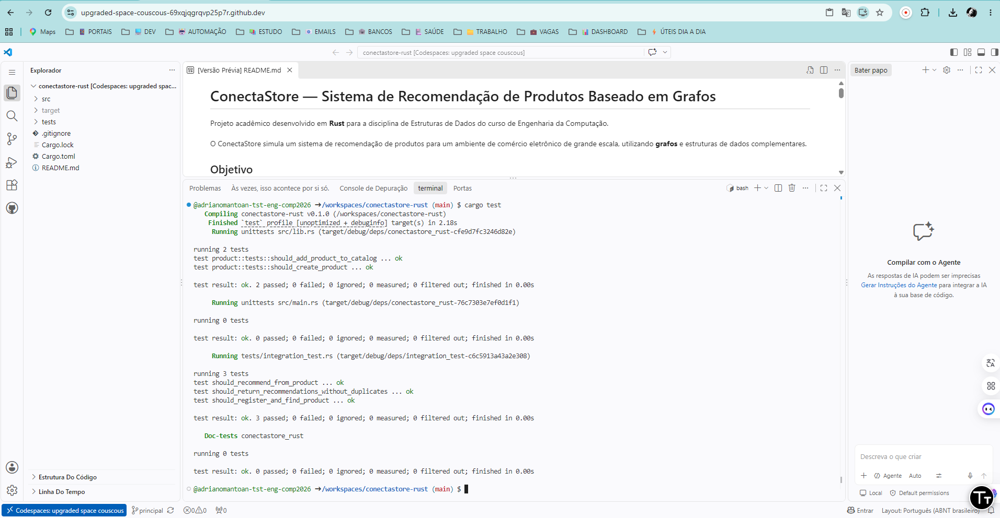 upgraded-space-couscous-69xqjqgrqvp25p7r.github.dev
Maps PORTAIS DEV AUTOMAÇÃO ESTUDO EMAILS BANCOS SAÚDE TRABALHO VAGAS DASHBOARD ÚTEIS DIA A DIA
conectastore-rust [Codespaces: upgraded space couscous]
Explorador
conectastore-rust [Codespaces: upgraded spac...
src
target
tests
.gitignore
Cargo.lock
Cargo.toml
README.md
Estrutura Do Código
Linha Do Tempo
[Versão Prévia] README.md
ConectaStore — Sistema de Recomendação de Produtos Baseado em Grafos
Projeto acadêmico desenvolvido em Rust para a disciplina de Estruturas de Dados do curso de Engenharia da Computação.
O ConectaStore simula um sistema de recomendação de produtos para um ambiente de comércio eletrônico de grande escala, utilizando grafos e estruturas de dados complementares.
Objetivo
Problemas Às vezes, isso acontece por si só. Console de Depuração terminal Portas
bash
@adrianomantoan-tst-eng-comp2026 ➔/workspaces/conectastore-rust (main) $ cargo test
Compiling conectastore-rust v0.1.0 (/workspaces/conectastore-rust)
Finished `test` profile [unoptimized + debuginfo] target(s) in 2.18s
Running unittests src/lib.rs (target/debug/deps/conectastore_rust-cfe9d7fc3246d82e)
running 2 tests
test product::tests::should_add_product_to_catalog ... ok
test product::tests::should_create_product ... ok
test result: ok. 2 passed; 0 failed; 0 ignored; 0 measured; 0 filtered out; finished in 0.00s
Running unittests src/main.rs (target/debug/deps/conectastore_rust-76c7303e7ef0d1f1)
running 0 tests
test result: ok. 0 passed; 0 failed; 0 ignored; 0 measured; 0 filtered out; finished in 0.00s
Running tests/integration_test.rs (target/debug/deps/integration_test-c6c5913a43a2e308)
running 3 tests
test should_recommend_from_product ... ok
test should_return_recommendations_without_duplicates ... ok
test should_register_and_find_product ... ok
test result: ok. 3 passed; 0 failed; 0 ignored; 0 measured; 0 filtered out; finished in 0.00s
Doc-tests conectastore_rust
running 0 tests
test result: ok. 0 passed; 0 failed; 0 ignored; 0 measured; 0 filtered out; finished in 0.00s
@adrianomantoan-tst-eng-comp2026 ➔/workspaces/conectastore-rust (main) $
Bater papo
Compilar com o Agente
As respostas de IA podem ser imprecisas
Gerar Instruções do Agente para integrar a IA
à sua base de código.
Descreva o que criar
Agente Auto
Local Default permissions
Tт
Codespaces: upgraded space couscous principal 0 0 0
Entrar Layout: Português (ABNT brasileiro)